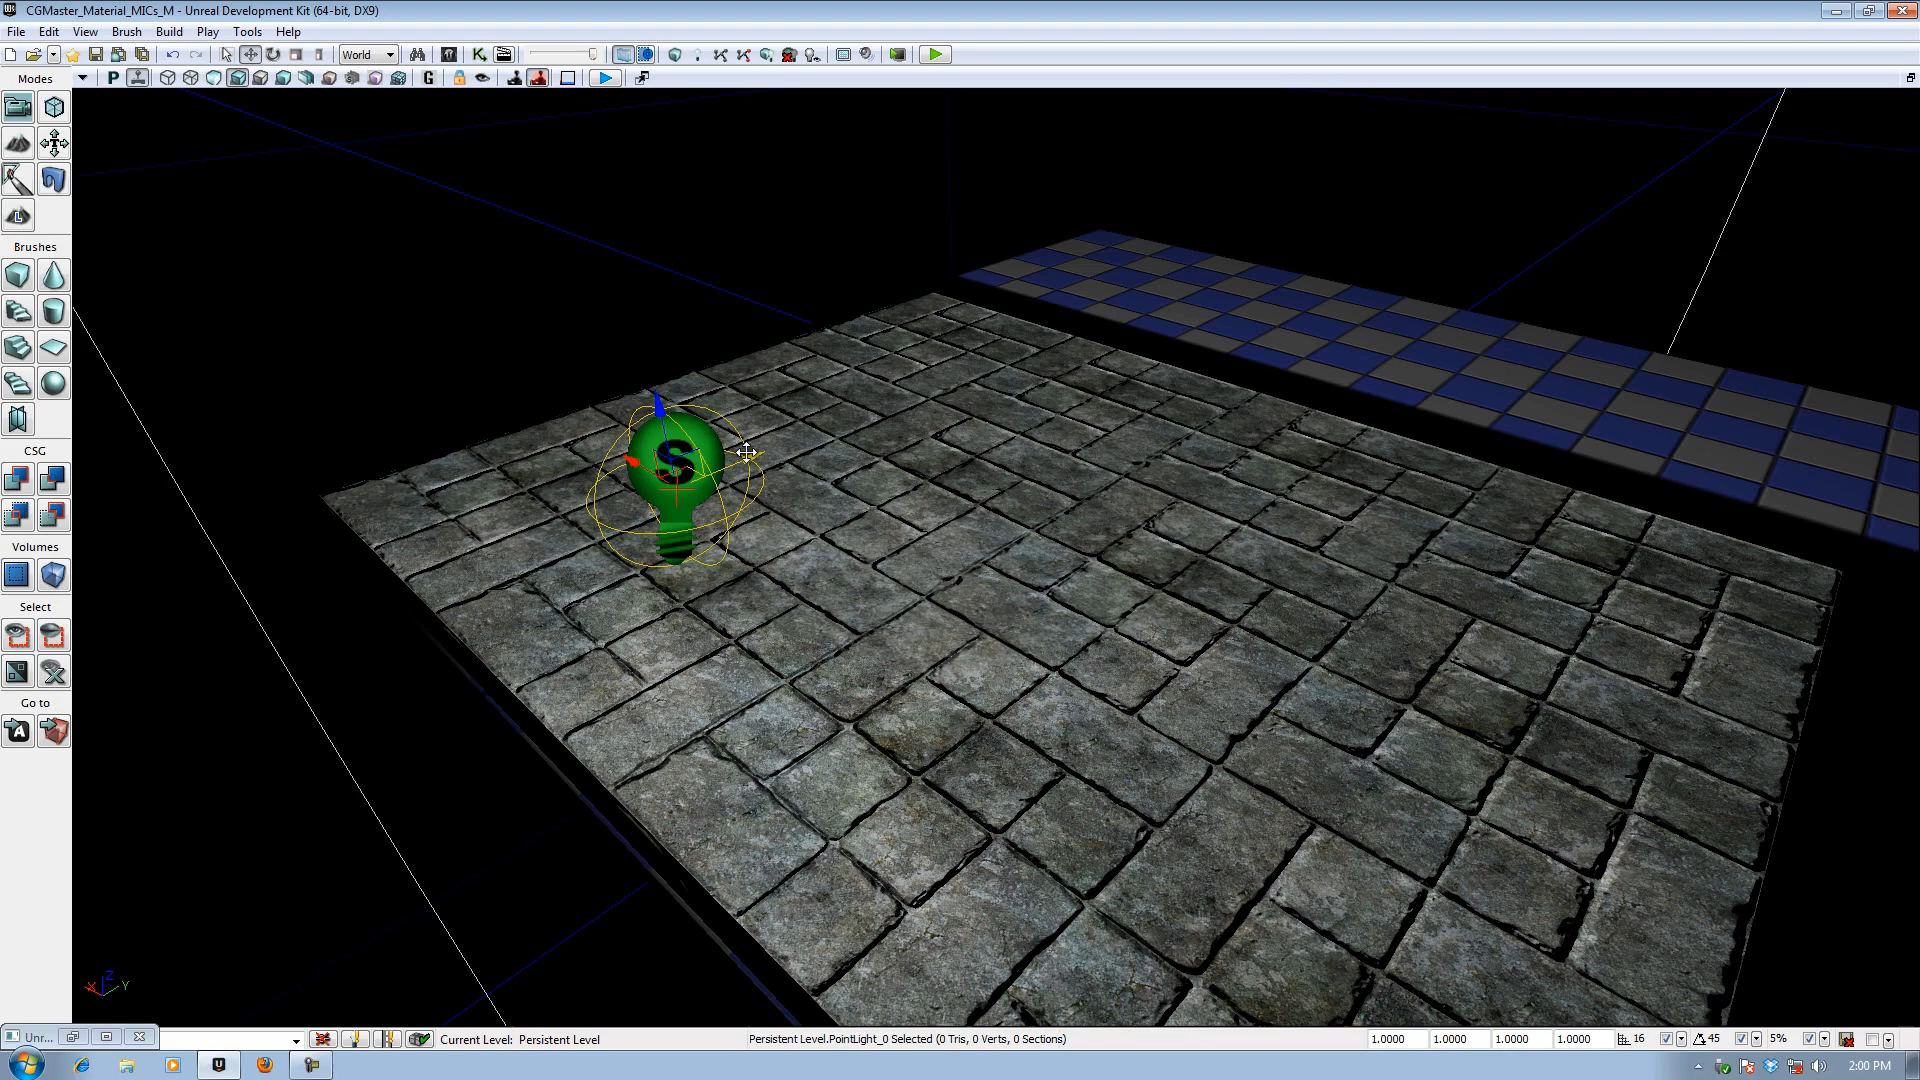 CGMaster_Material_MICs_M - Unreal Development Kit (64-bit, DX9)
File Edit View Brush Build Play Tools Help
World
Modes
P
G
L
Brushes
CSG
Volumes
Select
Go to
A
S
X Z Y
Unr...
Current Level: Persistent Level
Persistent Level.PointLight_0 Selected (0 Tris, 0 Verts, 0 Sections)
1.0000 1.0000 1.0000 1.0000 16 45 5%
2:00 PM